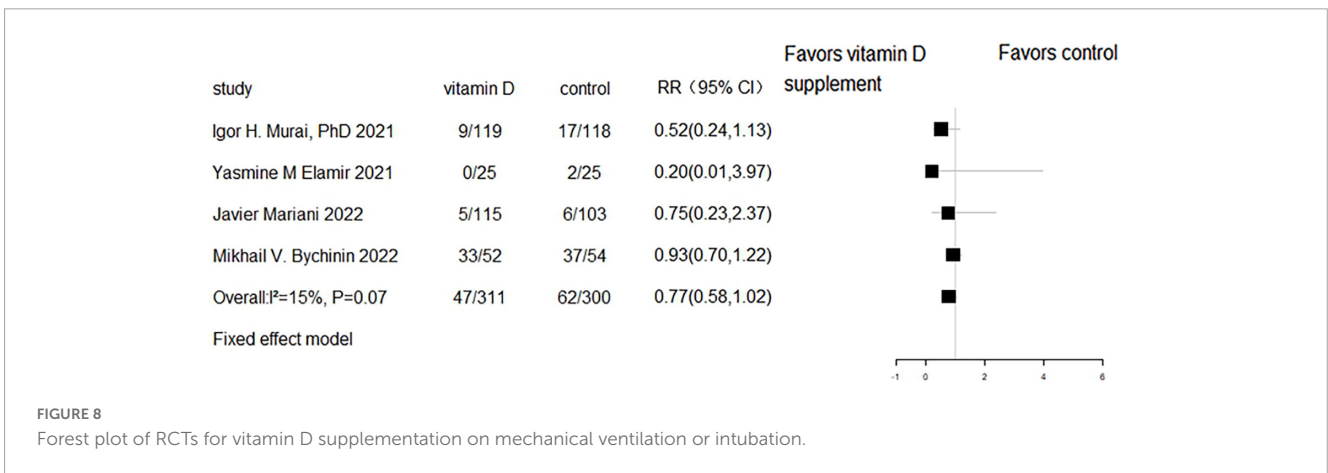 Favors vitamin D supplement
Favors control
study vitamin D control RR（95% CI）
Igor H. Murai, PhD 2021 9/119 17/118 0.52(0.24,1.13)
Yasmine M Elamir 2021 0/25 2/25 0.20(0.01,3.97)
Javier Mariani 2022 5/115 6/103 0.75(0.23,2.37)
Mikhail V. Bychinin 2022 33/52 37/54 0.93(0.70,1.22)
Overall:I²=15%, P=0.07 47/311 62/300 0.77(0.58,1.02)
Fixed effect model
-1 0 2 4 6
FIGURE 8
Forest plot of RCTs for vitamin D supplementation on mechanical ventilation or intubation.